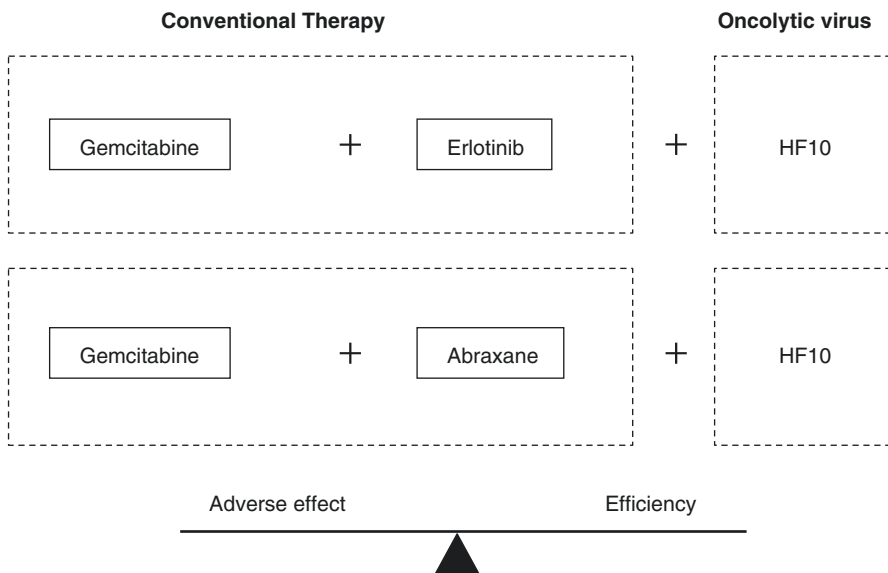 Conventional Therapy Oncolytic virus
Gemcitabine + Erlotinib + HF10
Gemcitabine + Abraxane + HF10
Adverse effect Efficiency